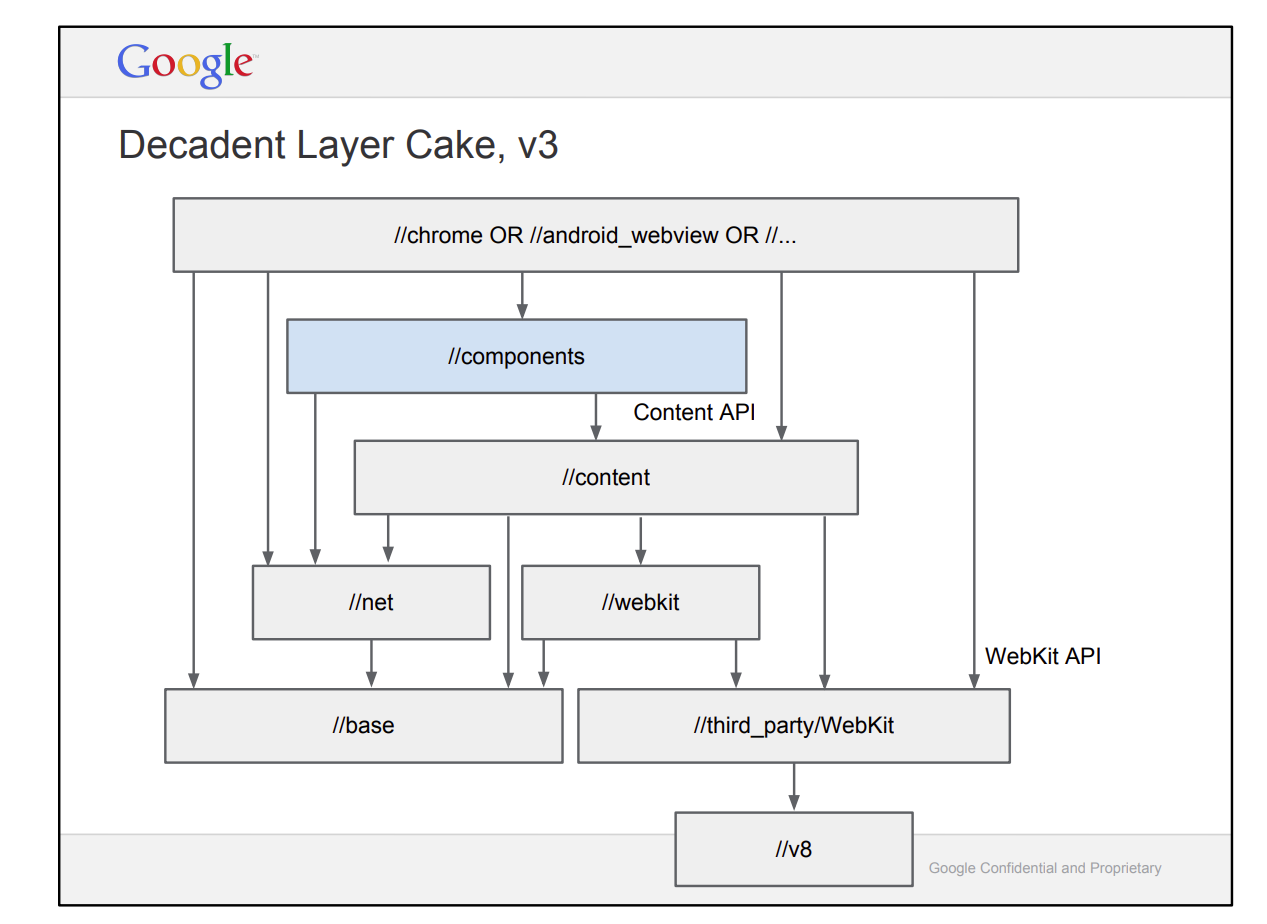 Google™
Decadent Layer Cake, v3
//chrome OR //android_webview OR //...
//components
Content API
//content
//net
//webkit
WebKit API
//base
//third_party/WebKit
//v8
Google Confidential and Proprietary